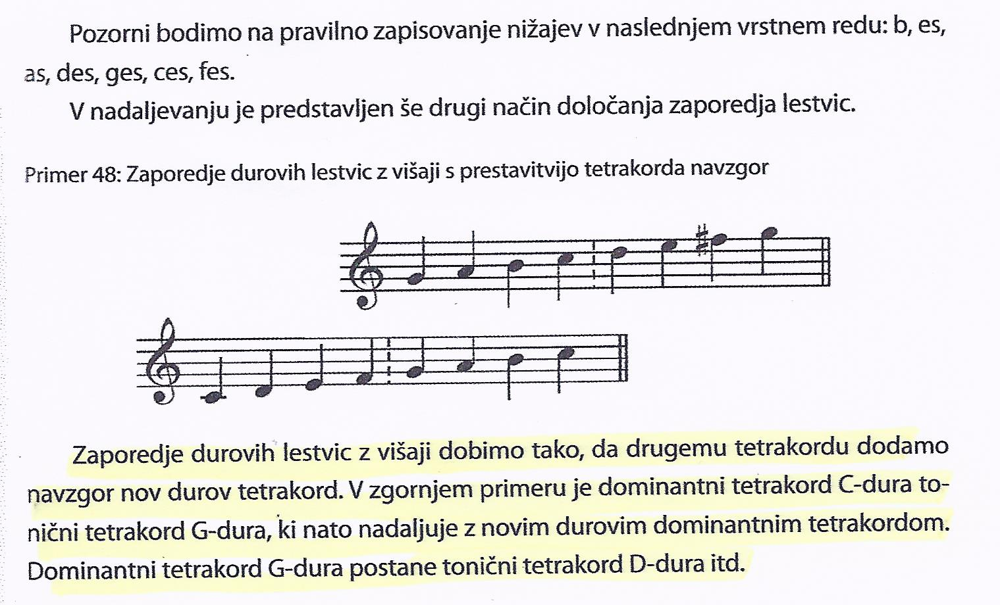 Pozorni bodimo na pravilno zapisovanje nižajev v naslednjem vrstnem redu: b, es,
as, des, ges, ces, fes.
V nadaljevanju je predstavljen še drugi način določanja zaporedja lestvic.
Primer 48: Zaporedje durovih lestvic z višaji s prestavitvijo tetrakorda navzgor
Zaporedje durovih lestvic z višaji dobimo tako, da drugemu tetrakordu dodamo
navzgor nov durov tetrakord. V zgornjem primeru je dominantni tetrakord C-dura to-
nični tetrakord G-dura, ki nato nadaljuje z novim durovim dominantnim tetrakordom.
Dominantni tetrakord G-dura postane tonični tetrakord D-dura itd.